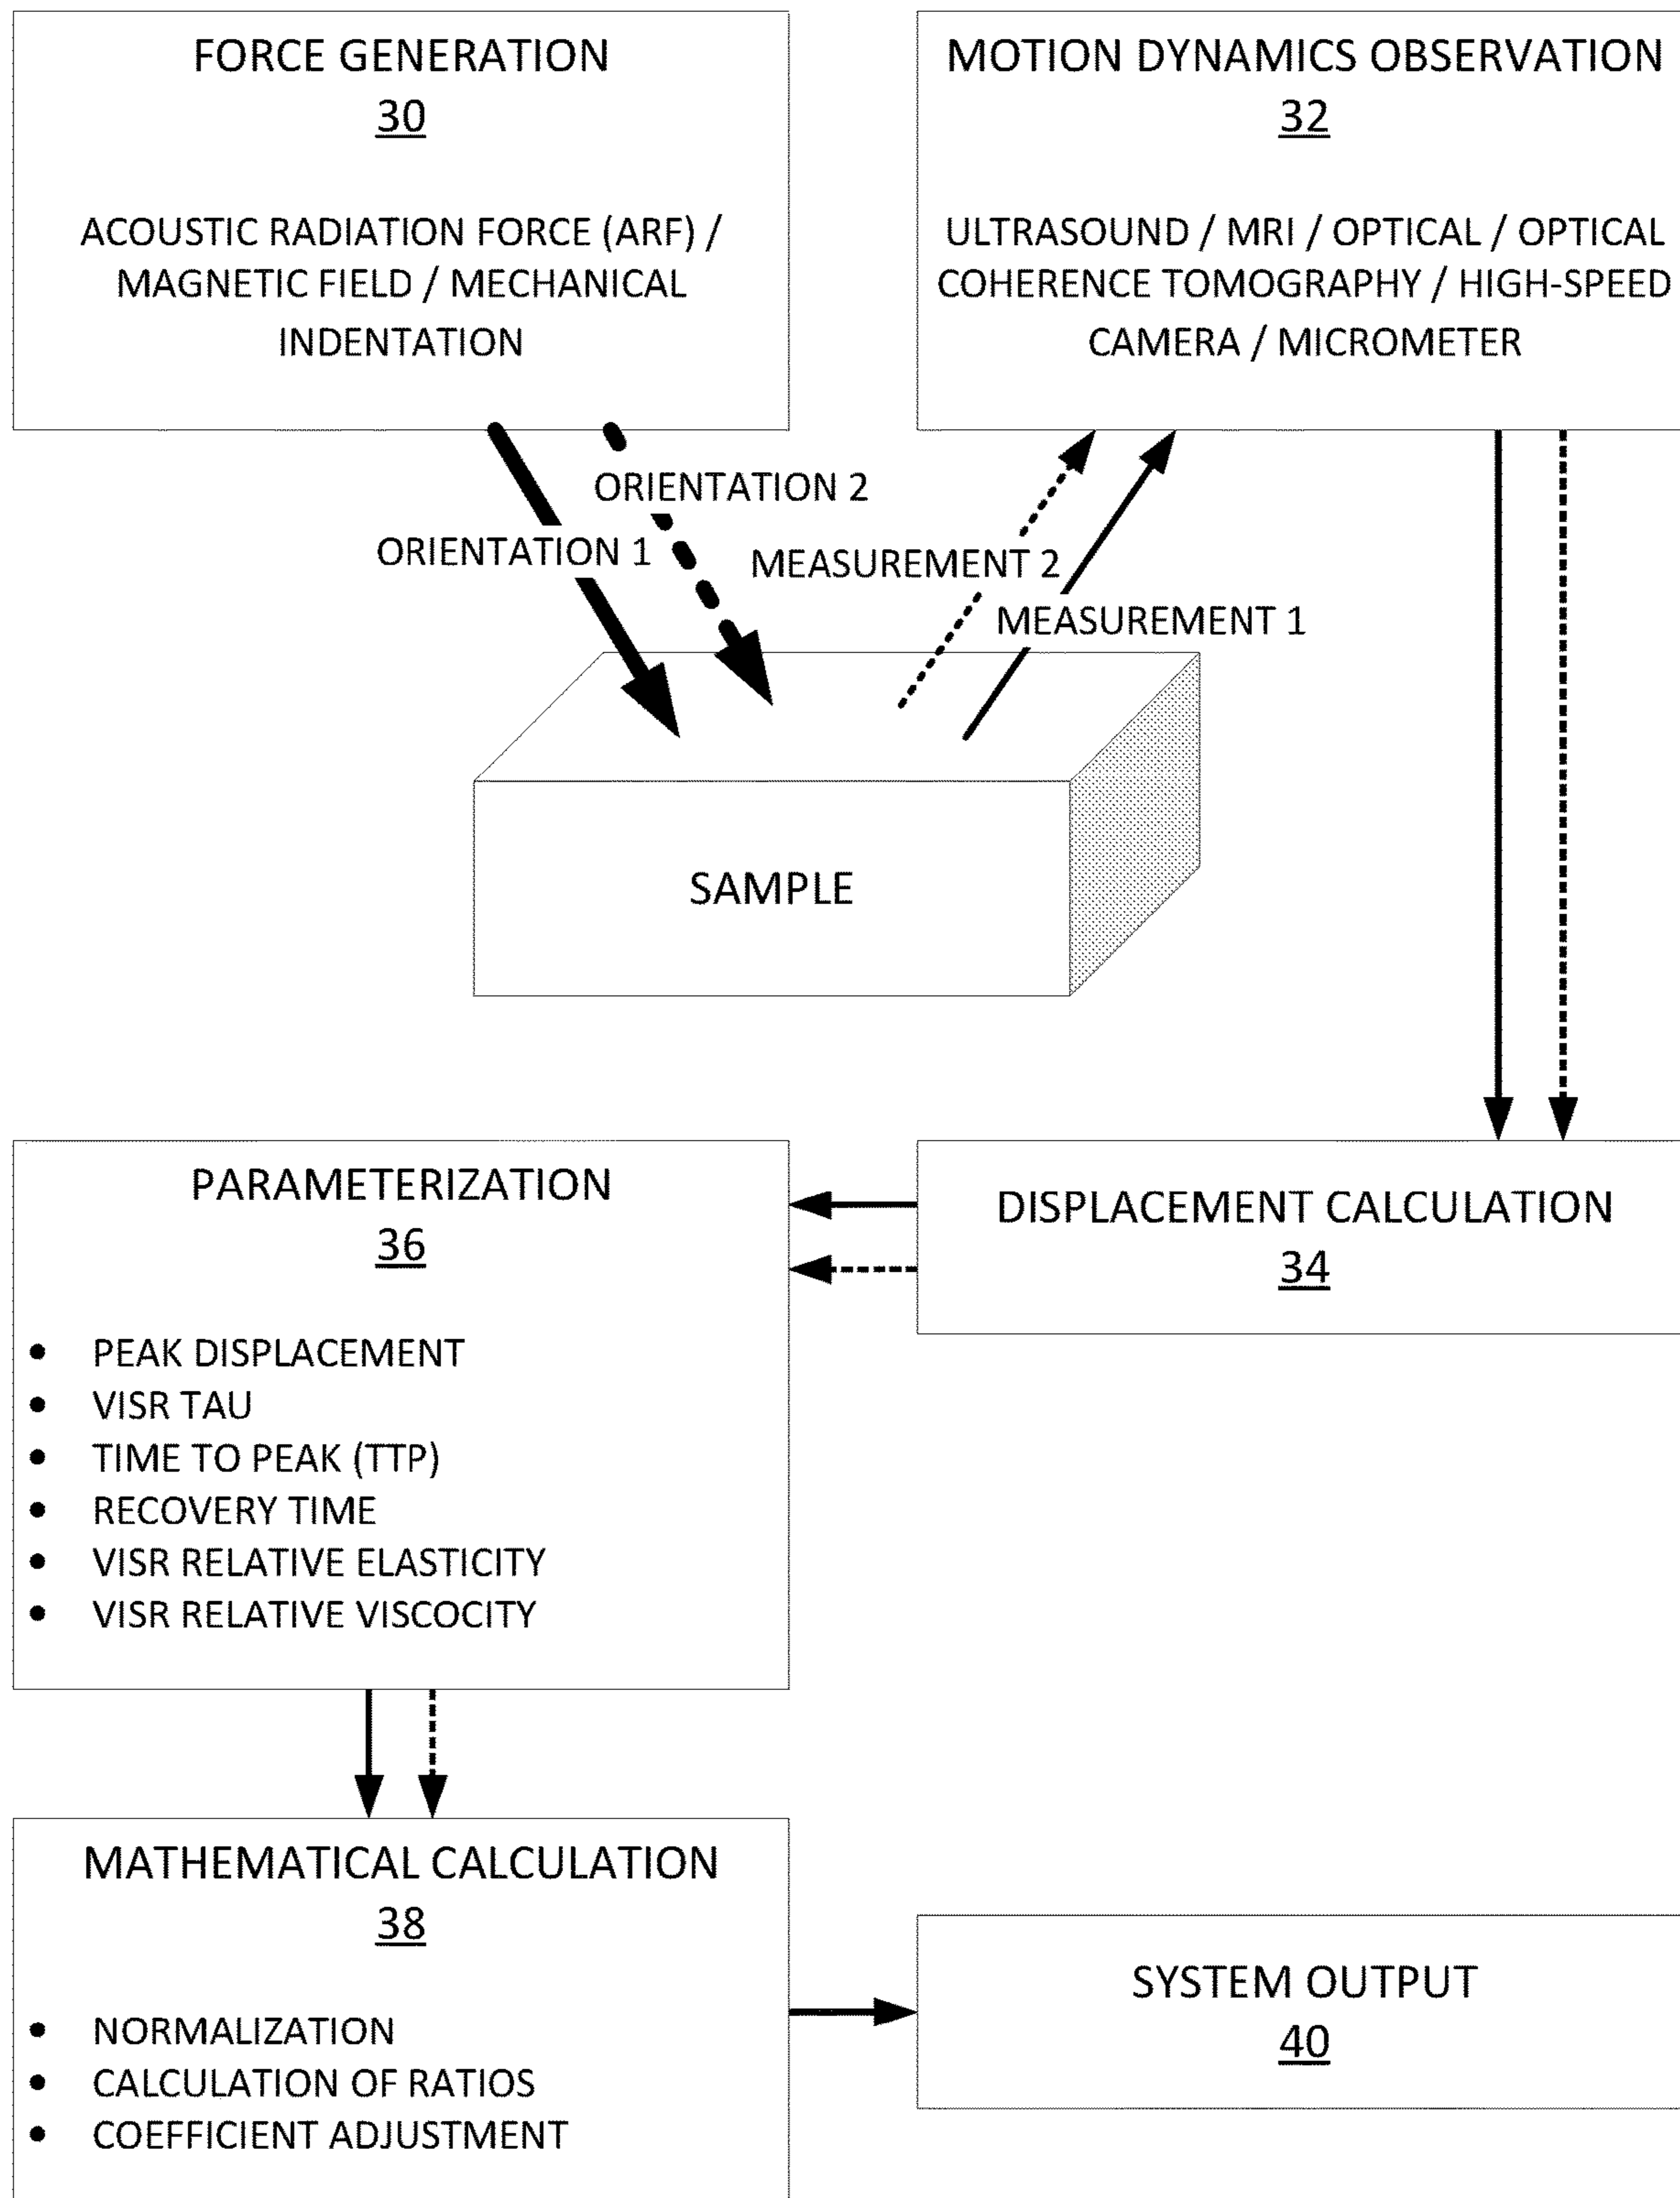 FORCE GENERATION
30
ACOUSTIC RADIATION FORCE (ARF) /
MAGNETIC FIELD / MECHANICAL
INDENTATION
MOTION DYNAMICS OBSERVATION
32
ULTRASOUND / MRI / OPTICAL / OPTICAL
COHERENCE TOMOGRAPHY / HIGH-SPEED
CAMERA / MICROMETER
ORIENTATION 2
ORIENTATION 1
MEASUREMENT 2
MEASUREMENT 1
SAMPLE
DISPLACEMENT CALCULATION
34
PARAMETERIZATION
36
• PEAK DISPLACEMENT
• VISR TAU
• TIME TO PEAK (TTP)
• RECOVERY TIME
• VISR RELATIVE ELASTICITY
• VISR RELATIVE VISCOCITY
MATHEMATICAL CALCULATION
38
• NORMALIZATION
• CALCULATION OF RATIOS
• COEFFICIENT ADJUSTMENT
SYSTEM OUTPUT
40